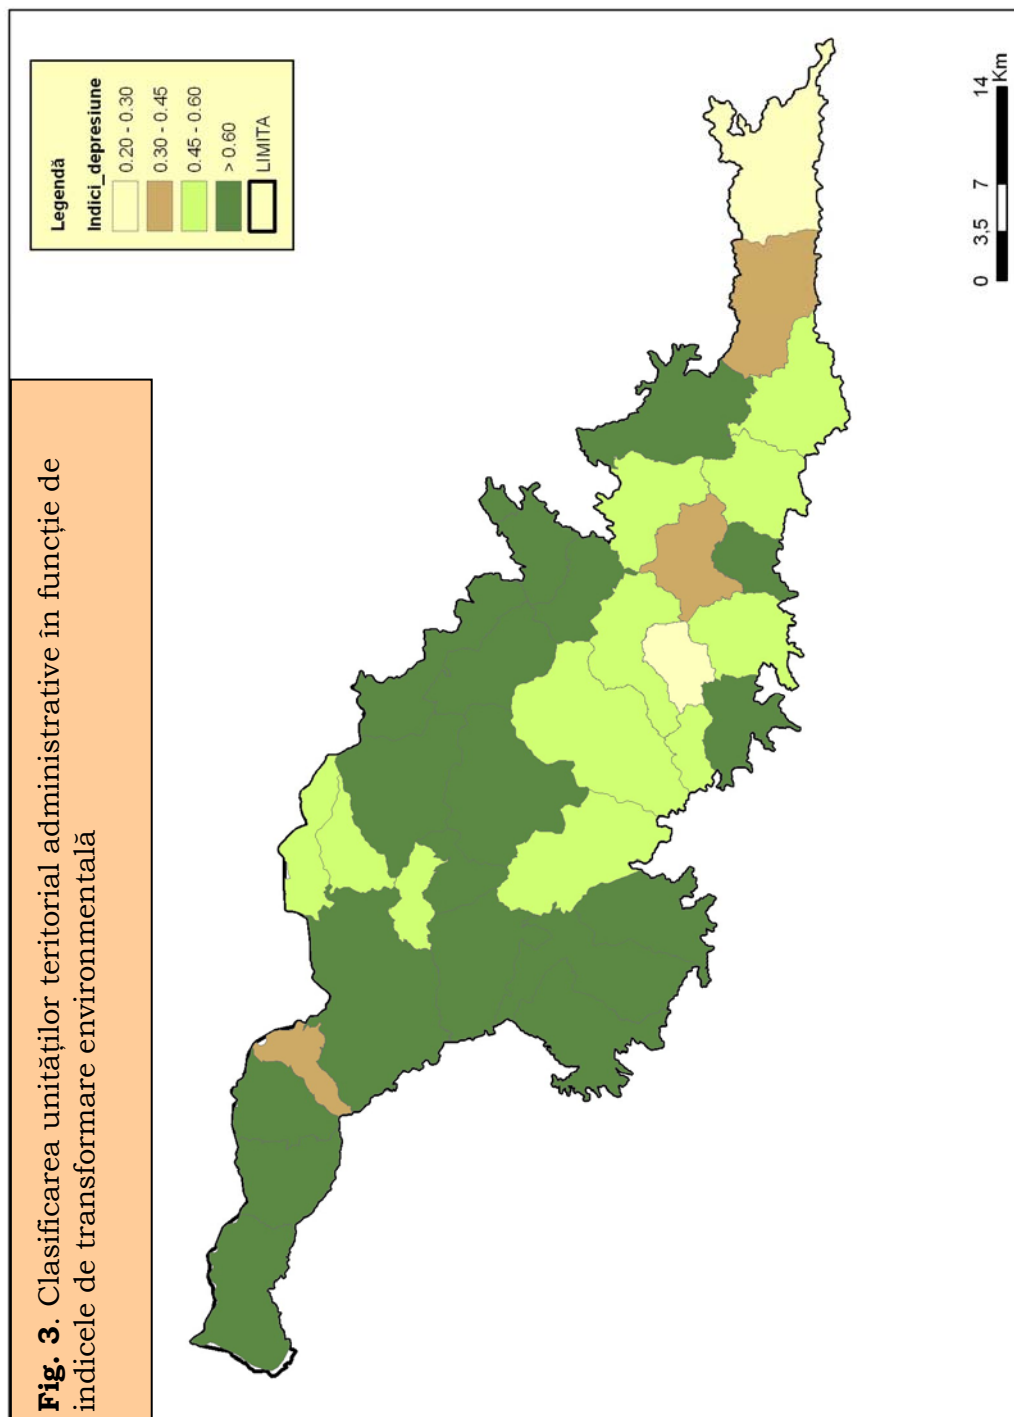 Fig. 3. Clasificarea unităților teritorial administrative în funcție de
indicele de transformare environmentală
Legendă
Indici_depresiune
0.20 - 0.30
0.30 - 0.45
0.45 - 0.60
> 0.60
LIMITA
0 3,5 7 14
Km